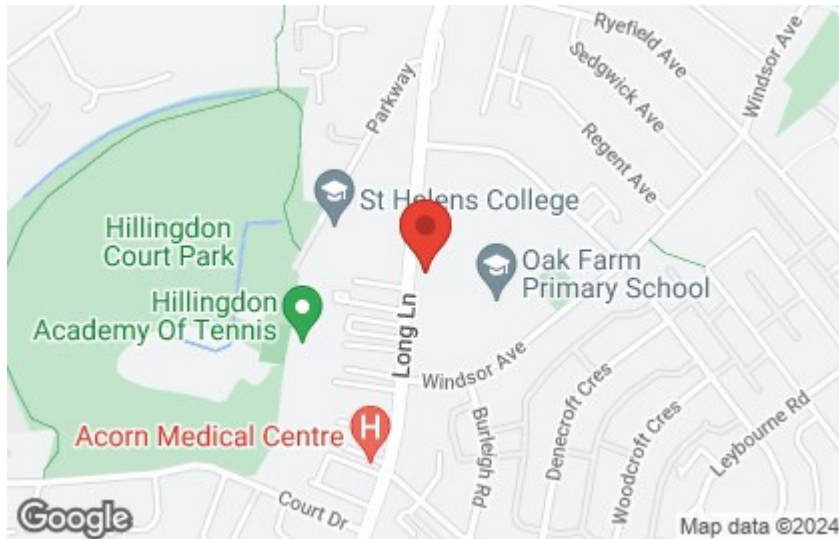 Ryefield Ave
Sedgwick Ave
Windsor Ave
Parkway
Regent Ave
St Helens College
Hillingdon
Court Park
Oak Farm
Primary School
Hillingdon
Academy Of Tennis
Long Ln
Windsor Ave
Burleigh Rd
Denecroft Cres
Woodcroft Cres
Leybourne Rd
Acorn Medical Centre
H
Court Dr
Google
Map data ©2024